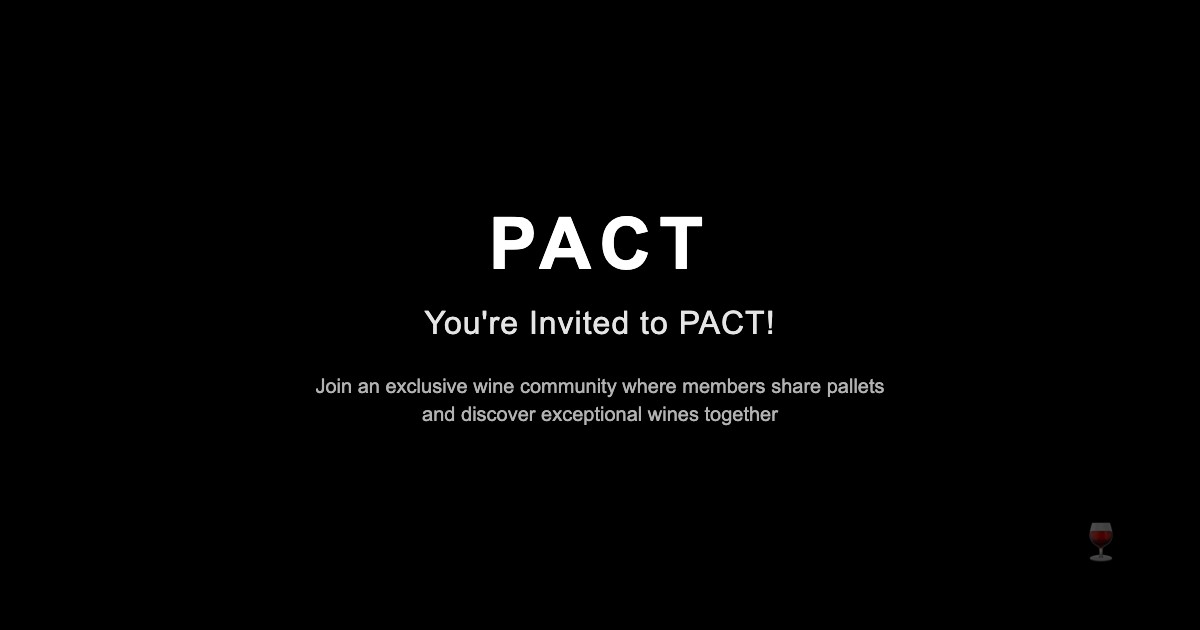 PACT
You're Invited to PACT!
Join an exclusive wine community where members share pallets
and discover exceptional wines together